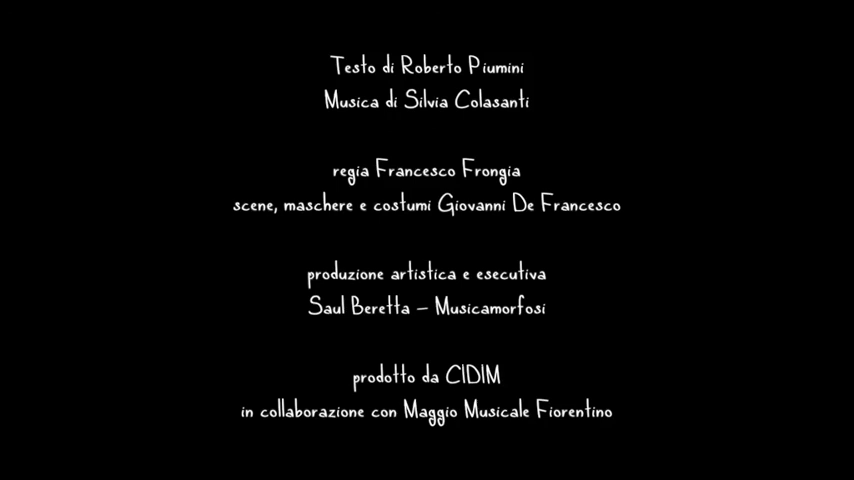 Testo di Roberto Piumini
Musica di Silvia Colasanti
regia Francesco Frongia
scene, maschere e costumi Giovanni De Francesco
produzione artistica e esecutiva
Saul Beretta – Musicamorfosi
prodotto da CIDIM
in collaborazione con Maggio Musicale Fiorentino